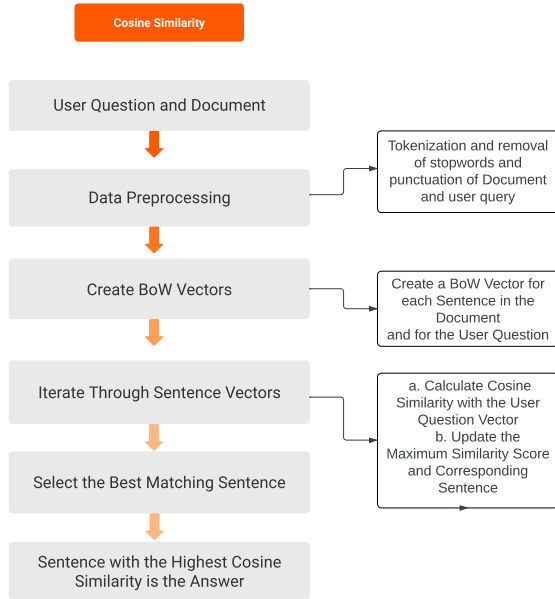 Cosine Similarity
User Question and Document
Data Preprocessing
Tokenization and removal
of stopwords and
punctuation of Document
and user query
Create BoW Vectors
Create a BoW Vector for
each Sentence in the
Document
and for the User Question
Iterate Through Sentence Vectors
a. Calculate Cosine
Similarity with the User
Question Vector
b. Update the
Maximum Similarity Score
and Corresponding
Sentence
Select the Best Matching Sentence
Sentence with the Highest Cosine
Similarity is the Answer